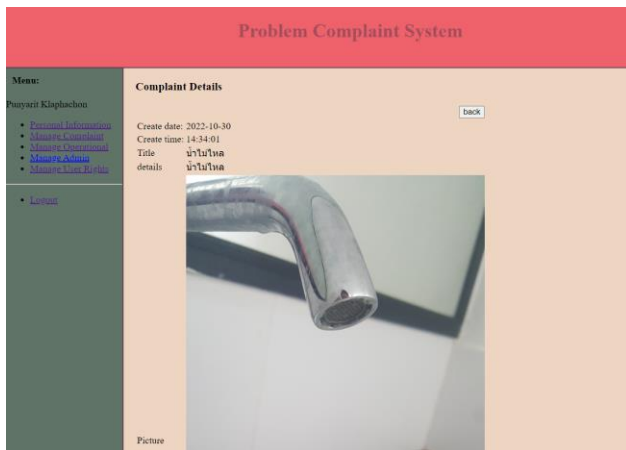 Problem Complaint System
Menu:
Punyarit Klaphachon
Personal Information
Manage Complaint
Manage Operational
Manage Admin
Manage User Rights
Logout
Complaint Details
back
Create date: 2022-10-30
Create time: 14:34:01
Title น้ำไม่ไหล
details น้ำไม่ไหล
Picture